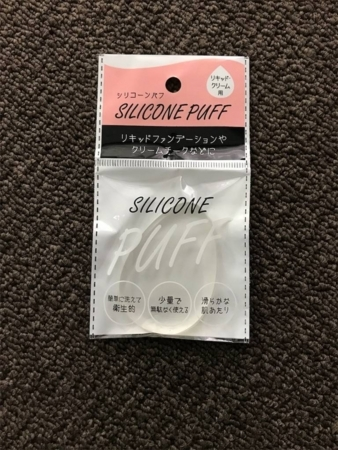 リキッド
クリーム用
シリコーンパフ
SILICONE PUFF
リキッドファンデーションや
クリームチークなどに
SILICONE
PUFF
簡単に洗えて
衛生的
少量で
無駄なく使える
滑らかな
肌あたり